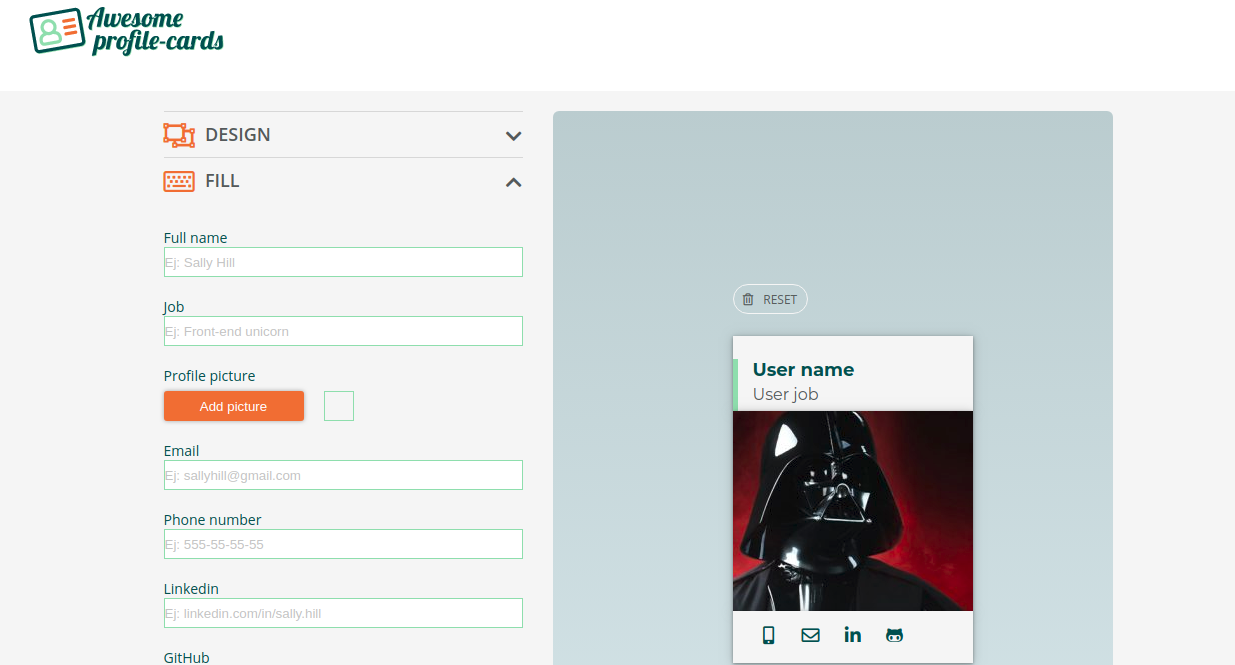 Awesome
profile-cards
DESIGN
FILL
Full name
Ej: Sally Hill
Job
Ej: Front-end unicorn
Profile picture
Add picture
Email
Ej: sallyhill@gmail.com
Phone number
Ej: 555-55-55-55
Linkedin
Ej: linkedin.com/in/sally.hill
GitHub
RESET
User name
User job
in